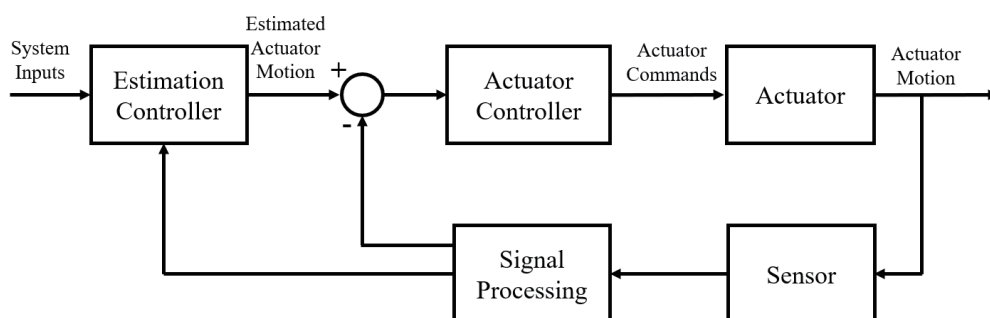 System
Inputs
Estimation
Controller
Estimated
Actuator
Motion
+
-
Actuator
Controller
Actuator
Commands
Actuator
Actuator
Motion
Signal
Processing
Sensor